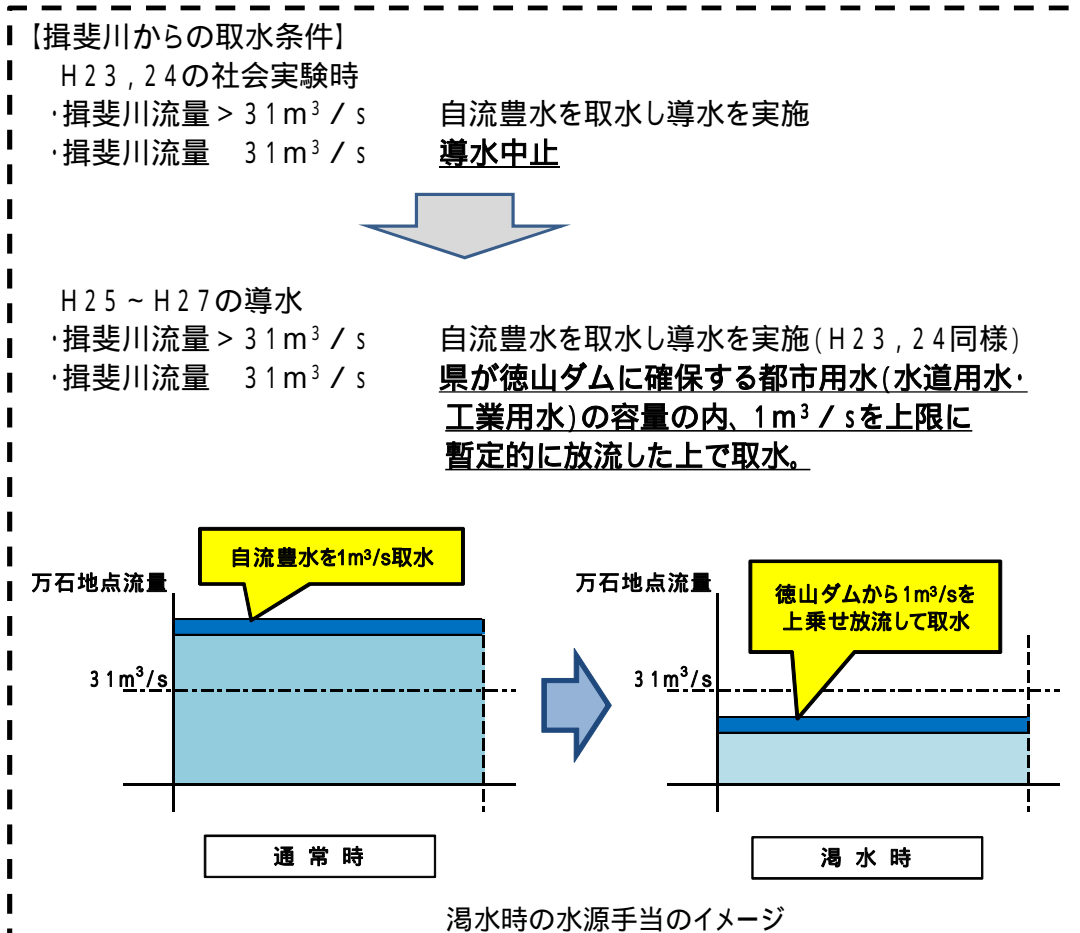 【揖斐川からの取水条件】
H23,24の社会実験時
・揖斐川流量>31m³/s 自流豊水を取水し導水を実施
・揖斐川流量 31m³/s 導水中止
H25~H27の導水
・揖斐川流量>31m³/s 自流豊水を取水し導水を実施(H23,24同様)
・揖斐川流量 31m³/s 県が徳山ダムに確保する都市用水(水道用水・
工業用水)の容量の内、1m³/sを上限に
暫定的に放流した上で取水。
自流豊水を1m³/s取水
万石地点流量
31m³/s
通常時
徳山ダムから1m³/sを
上乗せ放流して取水
万石地点流量
31m³/s
渇水時
渇水時の水源手当のイメージ